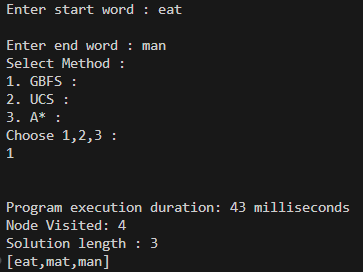 Enter start word : eat
Enter end word : man
Select Method :
1. GBFS :
2. UCS :
3. A* :
Choose 1,2,3 :
1
Program execution duration: 43 milliseconds
Node Visited: 4
Solution length : 3
[eat,mat,man]